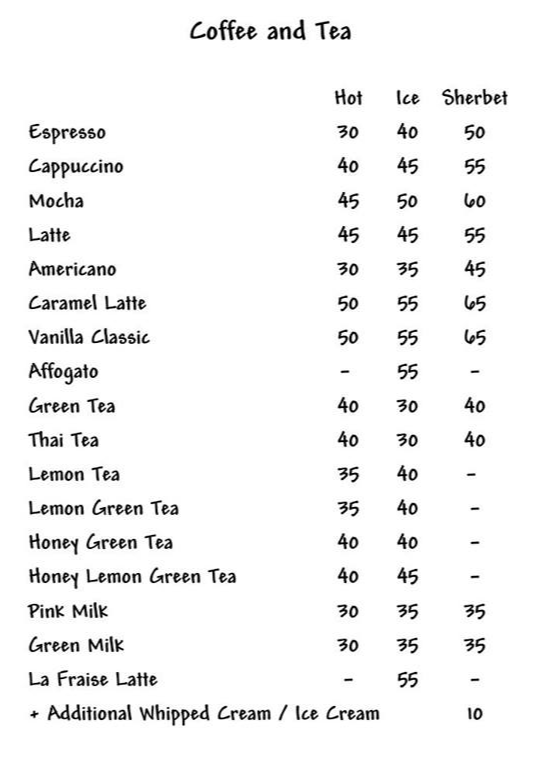 Coffee and Tea
Hot Ice Sherbet
Espresso 30 40 50
Cappuccino 40 45 55
Mocha 45 50 60
Latte 45 45 55
Americano 30 35 45
Caramel Latte 50 55 65
Vanilla Classic 50 55 65
Affogato - 55 -
Green Tea 40 30 40
Thai Tea 40 30 40
Lemon Tea 35 40 -
Lemon Green Tea 35 40 -
Honey Green Tea 40 40 -
Honey Lemon Green Tea 40 45 -
Pink Milk 30 35 35
Green Milk 30 35 35
La Fraise Latte - 55 -
+ Additional Whipped Cream / Ice Cream 10